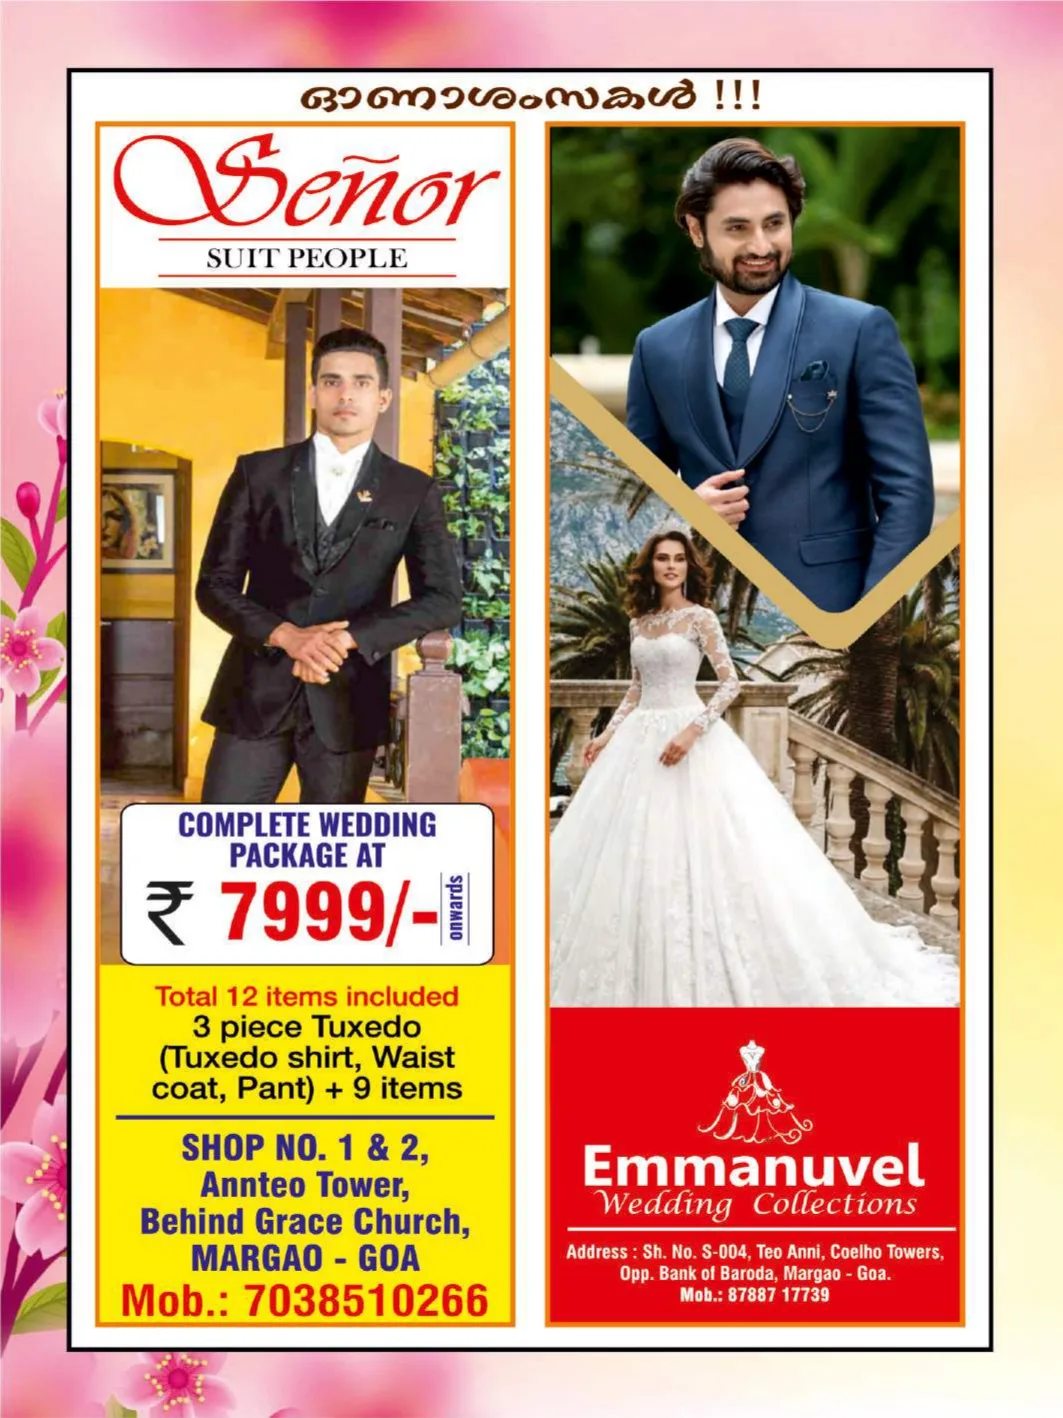 ഓണാശംസകൾ !!!
Señor
SUIT PEOPLE
COMPLETE WEDDING
PACKAGE AT
₹ 7999/- onwards
Total 12 items included
3 piece Tuxedo
(Tuxedo shirt, Waist
coat, Pant) + 9 items
SHOP NO. 1 & 2,
Annteo Tower,
Behind Grace Church,
MARGAO - GOA
Mob.: 7038510266
Emmanuvel
Wedding Collections
Address : Sh. No. S-004, Teo Anni, Coelho Towers,
Opp. Bank of Baroda, Margao - Goa.
Mob.: 87887 17739